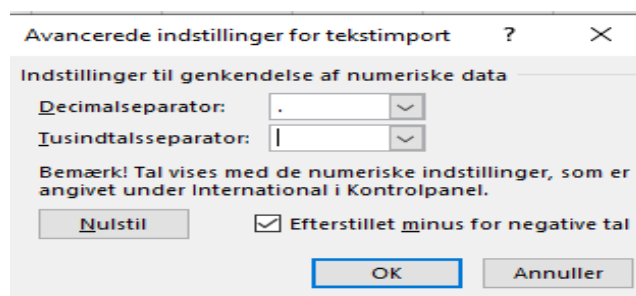 Avancerede indstillinger for tekstimport ?
Indstillinger til genkendelse af numeriske data
Decimalseparator: .
Tusindtalsseparator:
Bemærk! Tal vises med de numeriske indstillinger, som er
angivet under International i Kontrolpanel.
Nulstil Efterstillet minus for negative tal
OK Annuller